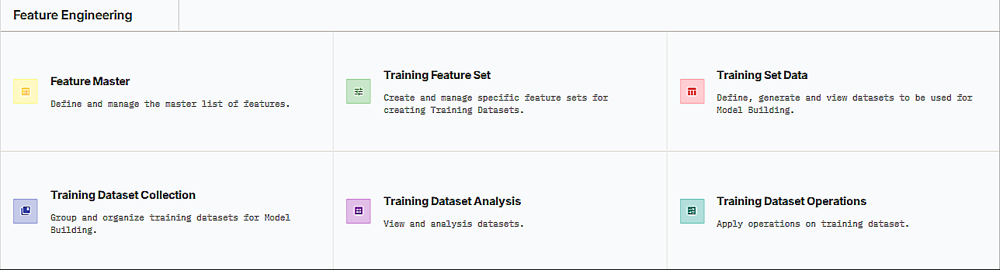 Feature Engineering
Feature Master
Define and manage the master list of features.
Training Feature Set
Create and manage specific feature sets for
creating Training Datasets.
Training Set Data
Define, generate and view datasets to be used for
Model Building.
Training Dataset Collection
Group and organize training datasets for Model
Building.
Training Dataset Analysis
View and analysis datasets.
Training Dataset Operations
Apply operations on training dataset.